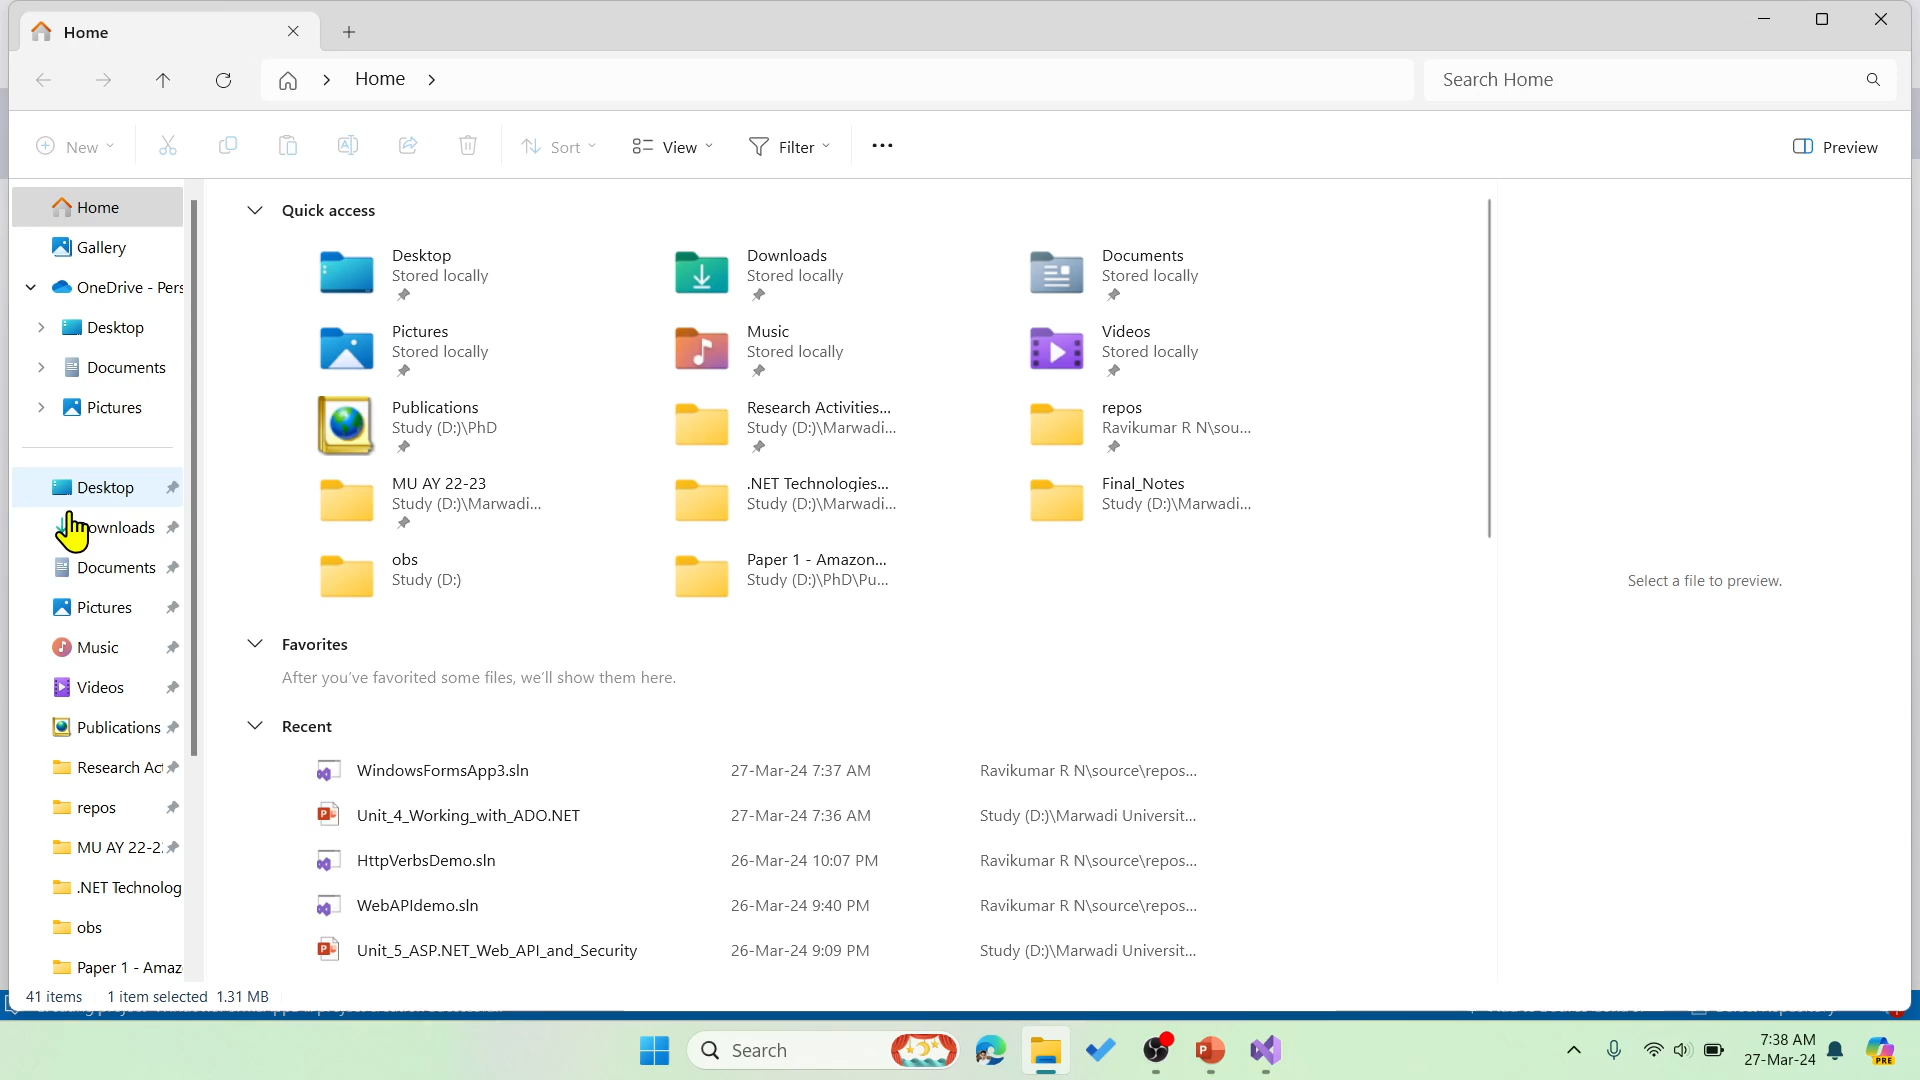 Home
Home
Search Home
New
Sort
View
Filter
Preview
Home
Gallery
OneDrive - Pers
Desktop
Documents
Pictures
Desktop
ownloads
Documents
Pictures
Music
Videos
Publications
Research Act
repos
MU AY 22-2
.NET Technolog
obs
Paper 1 - Amaz
Quick access
Desktop
Stored locally
Downloads
Stored locally
Documents
Stored locally
Pictures
Stored locally
Music
Stored locally
Videos
Stored locally
Publications
Study (D:)\PhD
Research Activities...
Study (D:)\Marwadi...
repos
Ravikumar R N\sou...
MU AY 22-23
Study (D:)\Marwadi...
.NET Technologies...
Study (D:)\Marwadi...
Final_Notes
Study (D:)\Marwadi...
obs
Study (D:)
Paper 1 - Amazon...
Study (D:)\PhD\Pu...
Favorites
After you've favorited some files, we'll show them here.
Recent
WindowsFormsApp3.sln 27-Mar-24 7:37 AM Ravikumar R N\source\repos...
Unit_4_Working_with_ADO.NET 27-Mar-24 7:36 AM Study (D:)\Marwadi Universit...
HttpVerbsDemo.sln 26-Mar-24 10:07 PM Ravikumar R N\source\repos...
WebAPIdemo.sln 26-Mar-24 9:40 PM Ravikumar R N\source\repos...
Unit_5_ASP.NET_Web_API_and_Security 26-Mar-24 9:09 PM Study (D:)\Marwadi Universit...
Select a file to preview.
41 items 1 item selected 1.31 MB
Search
PRE
7:38 AM
27-Mar-24